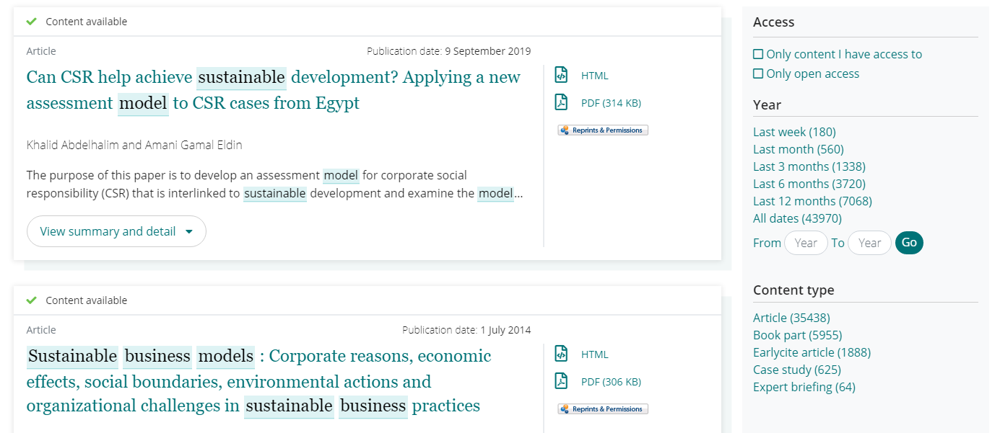 Content available
Article
Publication date: 9 September 2019
Can CSR help achieve sustainable development? Applying a new
assessment model to CSR cases from Egypt
HTML
PDF (314 KB)
Reprints & Permissions
Khalid Abdelhalim and Amani Gamal Eldin
The purpose of this paper is to develop an assessment model for corporate social
responsibility (CSR) that is interlinked to sustainable development and examine the model...
View summary and detail
Content available
Article
Publication date: 1 July 2014
Sustainable business models : Corporate reasons, economic
effects, social boundaries, environmental actions and
organizational challenges in sustainable business practices
HTML
PDF (306 KB)
Reprints & Permissions
Access
Only content I have access to
Only open access
Year
Last week (180)
Last month (560)
Last 3 months (1338)
Last 6 months (3720)
Last 12 months (7068)
All dates (43970)
From Year To Year Go
Content type
Article (35438)
Book part (5955)
Earlycite article (1888)
Case study (625)
Expert briefing (64)